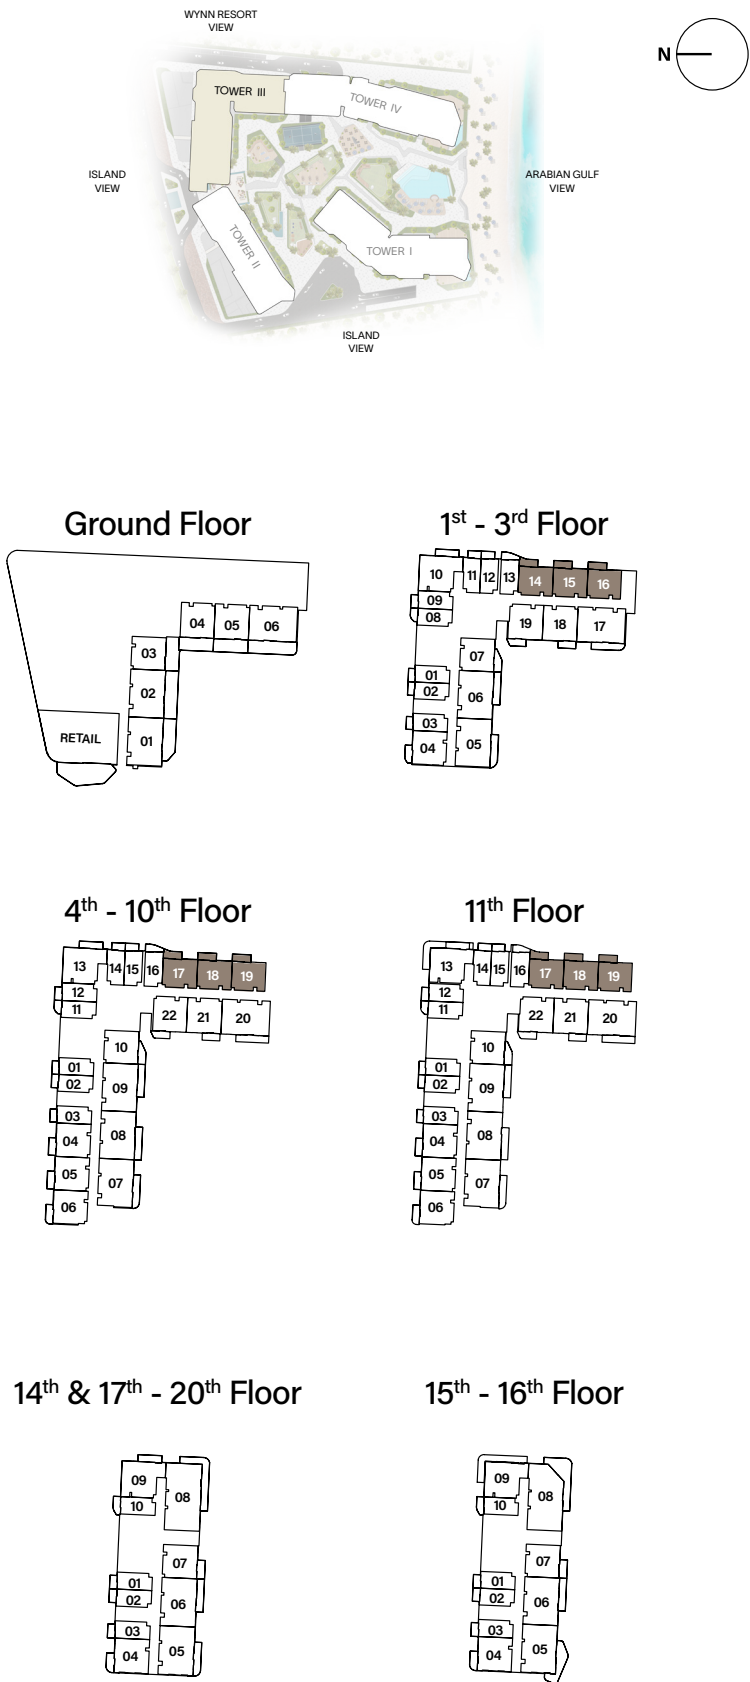 WYNN RESORT
VIEW
N
TOWER III
TOWER IV
ISLAND
VIEW
ARABIAN GULF
VIEW
TOWER II
TOWER I
ISLAND
VIEW
Ground Floor
04 05 06
03
02
RETAIL 01
1st - 3rd Floor
10 11 12 13 14 15 16
09
08
19 18 17
07
01
02
06
03
04
05
4th - 10th Floor
13 14 15 16 17 18 19
12
11
22 21 20
10
01
02
09
03
04
08
05
07
06
11th Floor
13 14 15 16 17 18 19
12
11
22 21 20
10
01
02
09
03
04
08
05
07
06
14th & 17th - 20th Floor
09
08
10
07
01
02
06
03
04
05
15th - 16th Floor
09
08
10
07
01
02
06
03
04
05